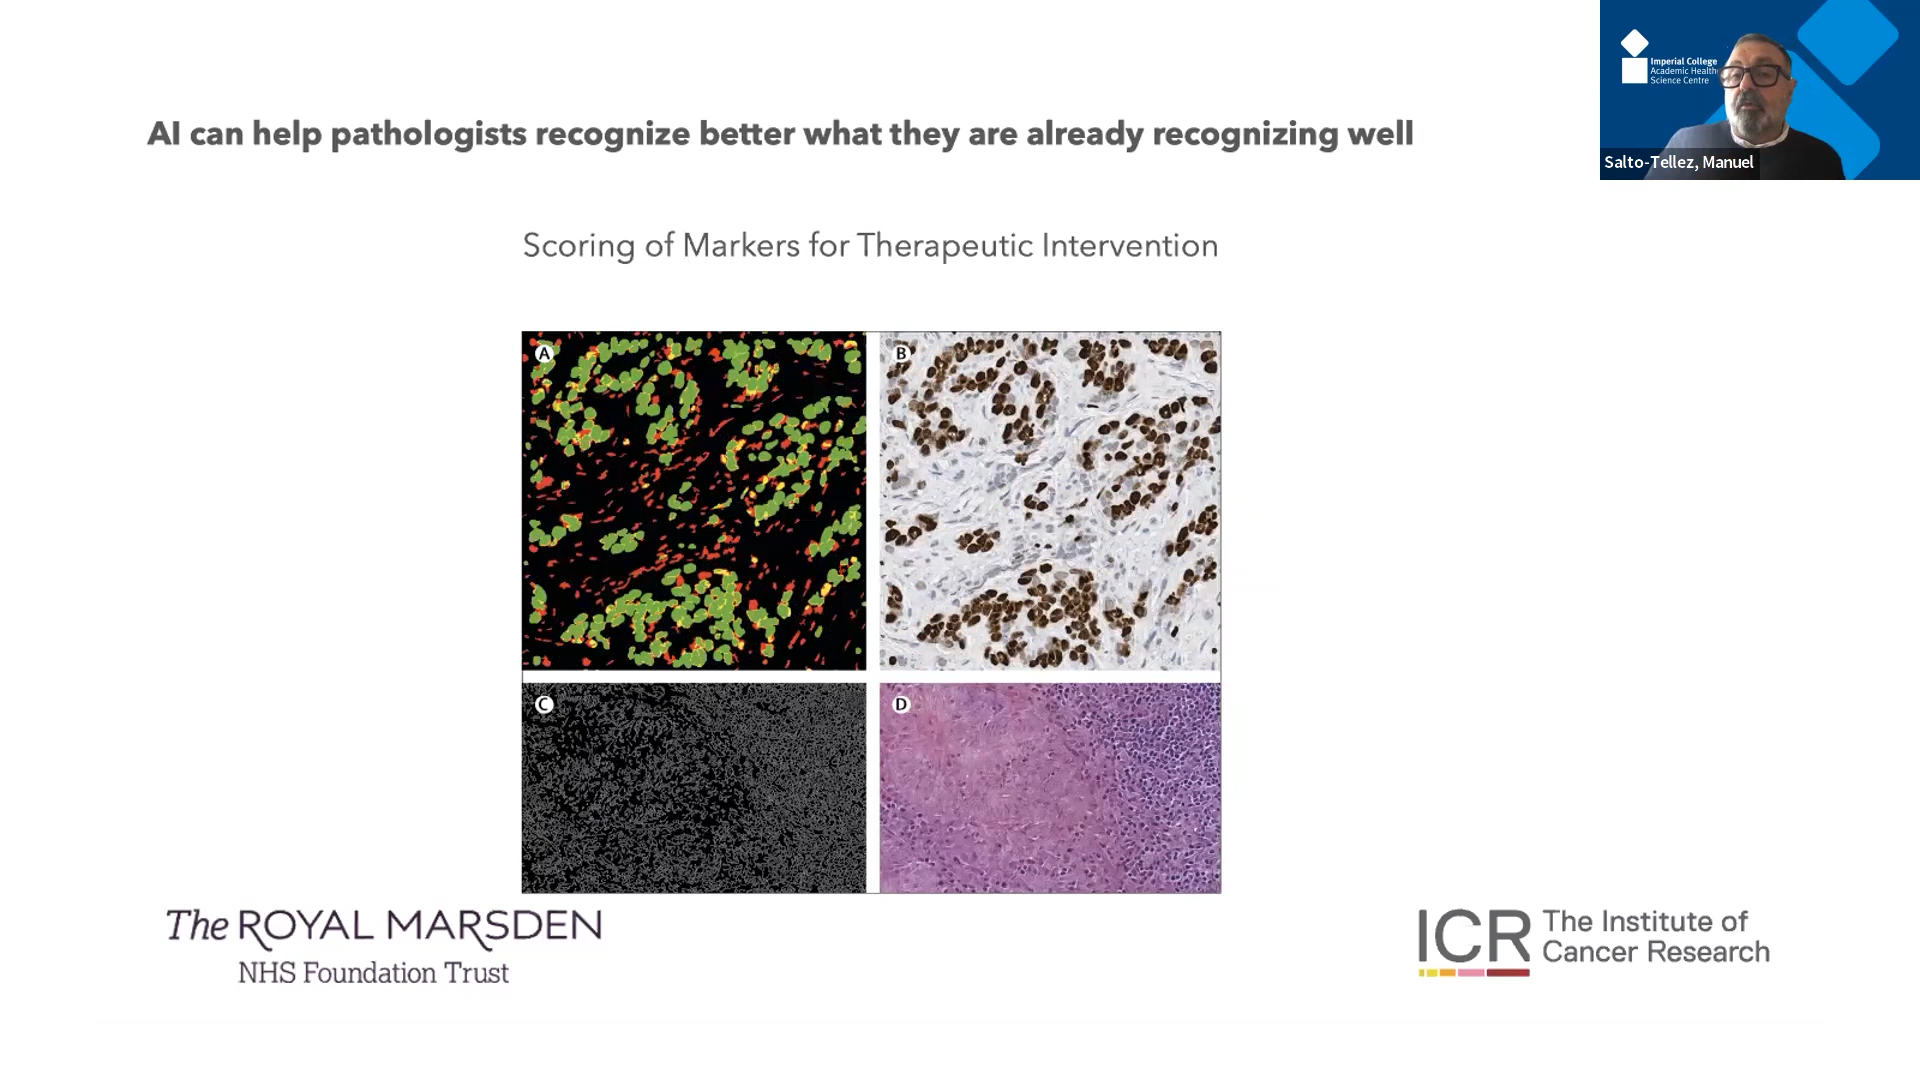 AI can help pathologists recognize better what they are already recognizing well
Imperial College
Academic Health
Science Centre
Salto-Tellez, Manuel
Scoring of Markers for Therapeutic Intervention
A
B
C
D
The ROYAL MARSDEN
NHS Foundation Trust
ICR The Institute of
Cancer Research